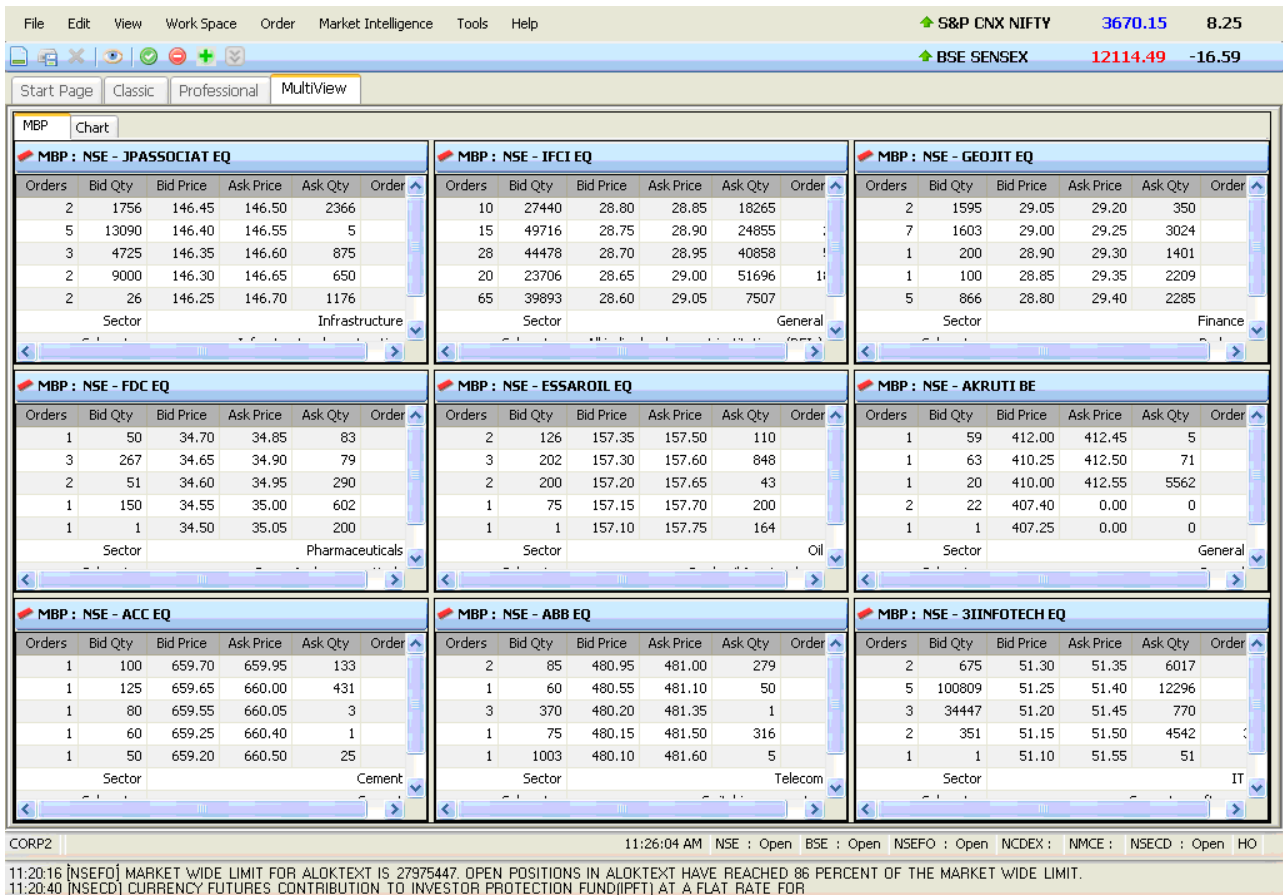 File Edit View Work Space Order Market Intelligence Tools Help S&P CNX NIFTY 3670.15 8.25
BSE SENSEX 12114.49 -16.59
Start Page Classic Professional MultiView
MBP Chart
MBP : NSE - JPASSOCIAT EQ
Orders Bid Qty Bid Price Ask Price Ask Qty Order
2 1756 146.45 146.50 2366
5 13090 146.40 146.55 5
3 4725 146.35 146.60 875
2 9000 146.30 146.65 650
2 26 146.25 146.70 1176
Sector Infrastructure
MBP : NSE - IFCI EQ
Orders Bid Qty Bid Price Ask Price Ask Qty Order
10 27440 28.80 28.85 18265
15 49716 28.75 28.90 24855
28 44478 28.70 28.95 40858
20 23706 28.65 29.00 51696
65 39893 28.60 29.05 7507
Sector General
MBP : NSE - GEOJIT EQ
Orders Bid Qty Bid Price Ask Price Ask Qty Order
2 1595 29.05 29.20 350
7 1603 29.00 29.25 3024
1 200 28.90 29.30 1401
1 100 28.85 29.35 2209
5 866 28.80 29.40 2285
Sector Finance
MBP : NSE - FDC EQ
Orders Bid Qty Bid Price Ask Price Ask Qty Order
1 50 34.70 34.85 83
3 267 34.65 34.90 79
2 51 34.60 34.95 290
1 150 34.55 35.00 602
1 1 34.50 35.05 200
Sector Pharmaceuticals
MBP : NSE - ESSAROIL EQ
Orders Bid Qty Bid Price Ask Price Ask Qty Order
2 126 157.35 157.50 110
3 202 157.30 157.60 848
2 200 157.20 157.65 43
1 75 157.15 157.70 200
1 1 157.10 157.75 164
Sector Oil
MBP : NSE - AKRUTI BE
Orders Bid Qty Bid Price Ask Price Ask Qty Order
1 59 412.00 412.45 5
1 63 410.25 412.50 71
1 20 410.00 412.55 5562
2 22 407.40 0.00 0
1 1 407.25 0.00 0
Sector General
MBP : NSE - ACC EQ
Orders Bid Qty Bid Price Ask Price Ask Qty Order
1 100 659.70 659.95 133
1 125 659.65 660.00 431
1 80 659.55 660.05 3
1 60 659.25 660.40 1
1 50 659.20 660.50 25
Sector Cement
MBP : NSE - ABB EQ
Orders Bid Qty Bid Price Ask Price Ask Qty Order
2 85 480.95 481.00 279
1 60 480.55 481.10 50
3 370 480.20 481.35 1
1 75 480.15 481.50 316
1 1003 480.10 481.60 5
Sector Telecom
MBP : NSE - 3IINFOTECH EQ
Orders Bid Qty Bid Price Ask Price Ask Qty Order
2 675 51.30 51.35 6017
5 100809 51.25 51.40 12296
3 34447 51.20 51.45 770
2 351 51.15 51.50 4542
1 1 51.10 51.55 51
Sector IT
CORP2 11:26:04 AM NSE : Open BSE : Open NSEFO : Open NCDEX : NMCE : NSECD : Open HO
11:20:16 [NSEFO] MARKET WIDE LIMIT FOR ALOKTEXT IS 27975447. OPEN POSITIONS IN ALOKTEXT HAVE REACHED 86 PERCENT OF THE MARKET WIDE LIMIT.
11:20:40 [NSECD] CURRENCY FUTURES CONTRIBUTION TO INVESTOR PROTECTION FUND(IPFT) AT A FLAT RATE FOR